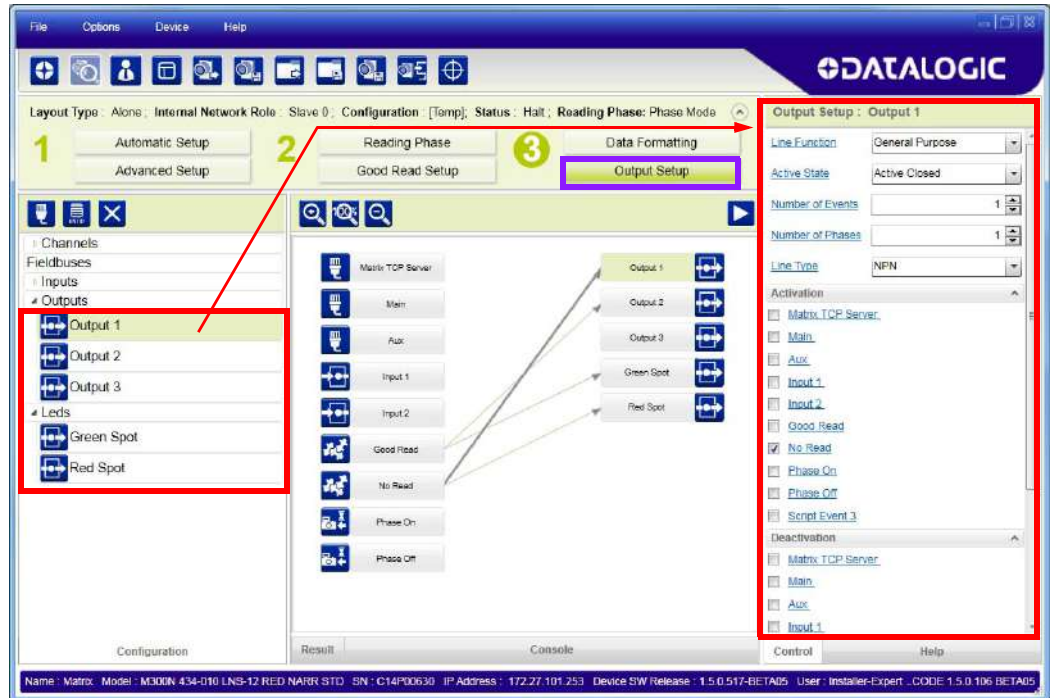 File Options Device Help
DATALOGIC
Layout Type : Alone ; Internal Network Role : Slave 0 ; Configuration : [Temp]; Status : Halt ; Reading Phase: Phase Mode
1 Automatic Setup
Advanced Setup
2 Reading Phase
Good Read Setup
3 Data Formatting
Output Setup
Channels
Fieldbuses
Inputs
Outputs
Output 1
Output 2
Output 3
Leds
Green Spot
Red Spot
Configuration
100%
Matrix TCP Server
Main
Aux
Input 1
Input 2
Good Read
No Read
Phase On
Phase Off
Output 1
Output 2
Output 3
Green Spot
Red Spot
Result Console
Output Setup : Output 1
Line Function General Purpose
Active State Active Closed
Number of Events 1
Number of Phases 1
Line Type NPN
Activation
Matrix TCP Server
Main
Aux
Input 1
Input 2
Good Read
No Read
Phase On
Phase Off
Script Event 3
Deactivation
Matrix TCP Server
Main
Aux
Input 1
Control Help
Name : Matrix Model : M300N 434-010 LNS-12 RED NARR STD SN : C14P00630 IP Address : 172.27.101.253 Device SW Release : 1.5.0.517-BETA05 User : Installer-Expert _CODE 1.5.0.106 BETA05